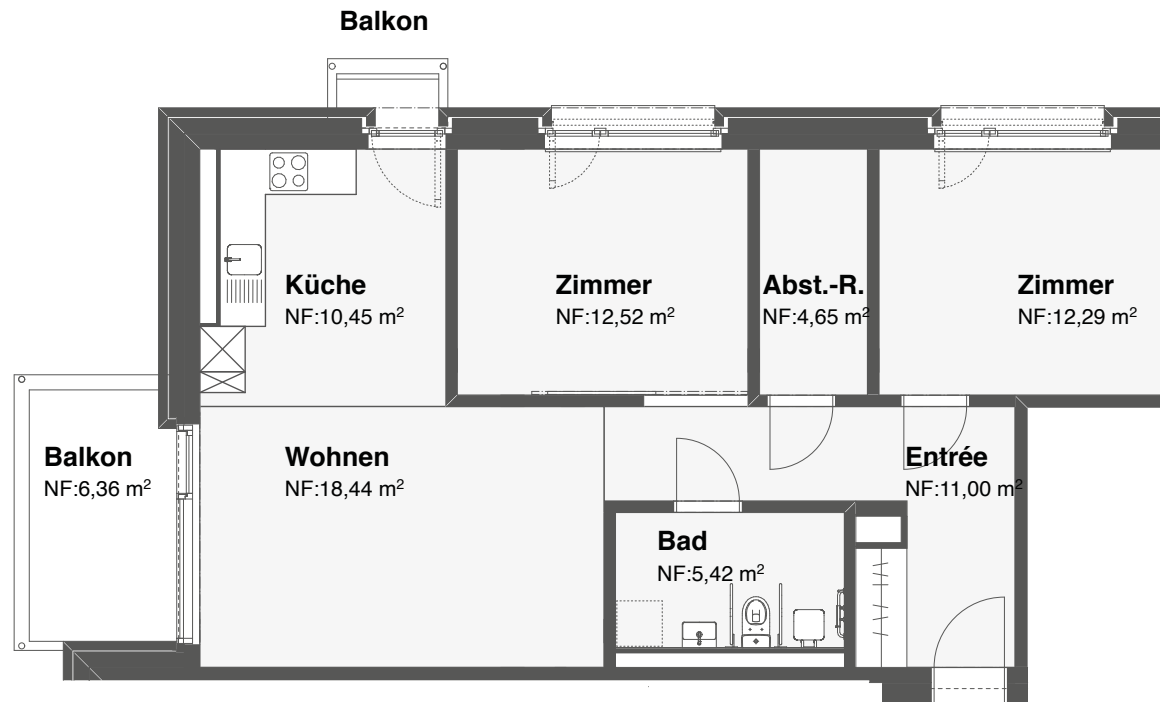 Balkon
Küche
NF:10,45 m²
Zimmer
NF:12,52 m²
Abst.-R.
NF:4,65 m²
Zimmer
NF:12,29 m²
Balkon
NF:6,36 m²
Wohnen
NF:18,44 m²
Entrée
NF:11,00 m²
Bad
NF:5,42 m²